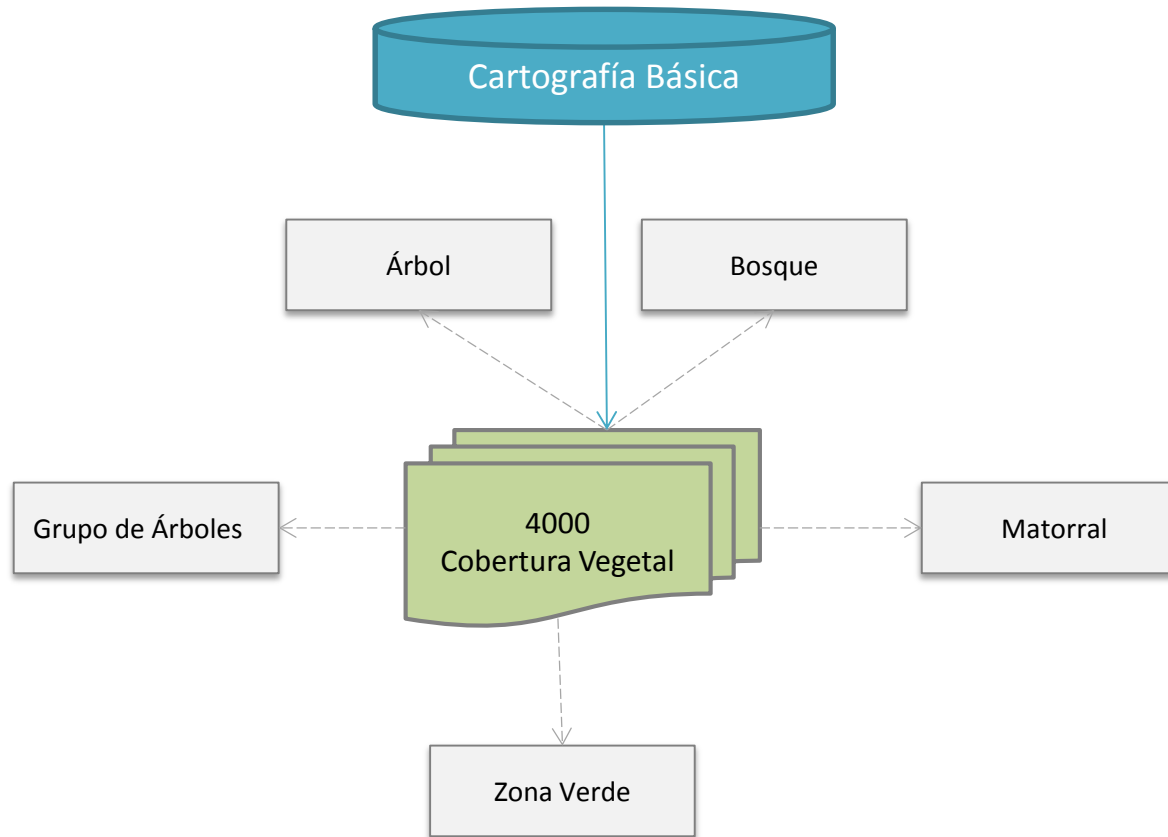 Cartografía Básica
Árbol
Bosque
Grupo de Árboles
4000
Cobertura Vegetal
Matorral
Zona Verde